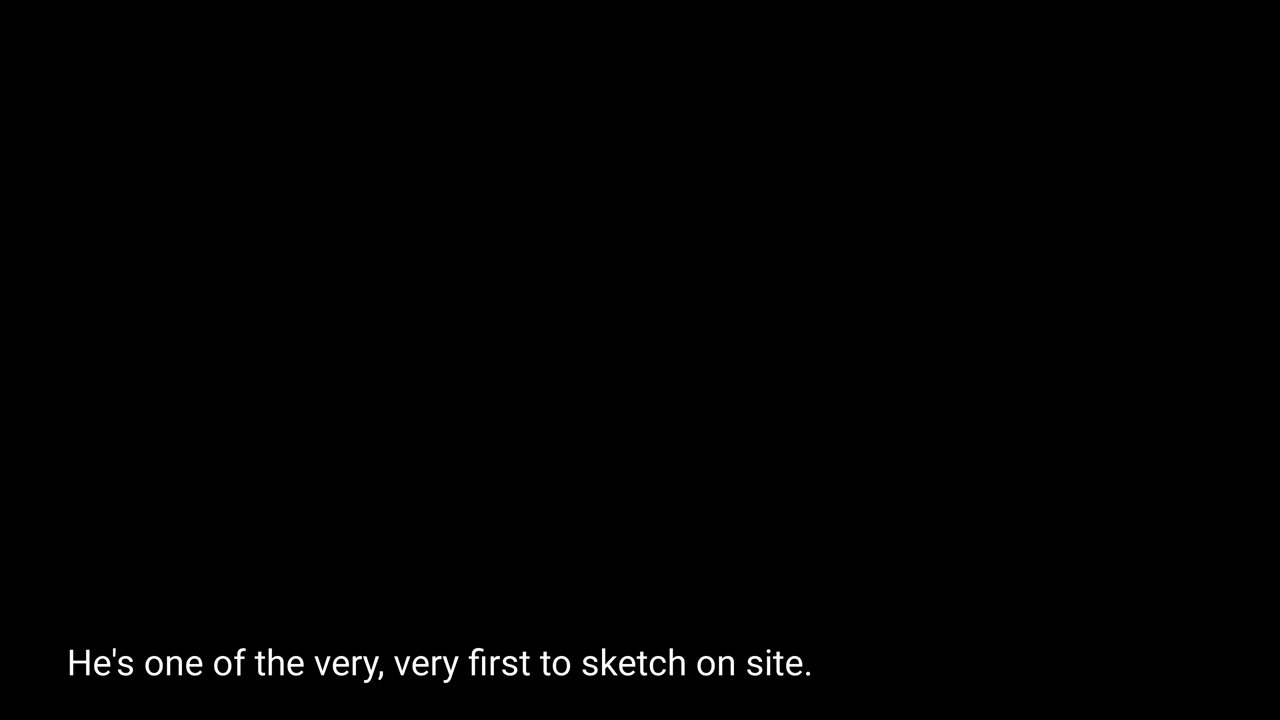 He's one of the very, very first to sketch on site.